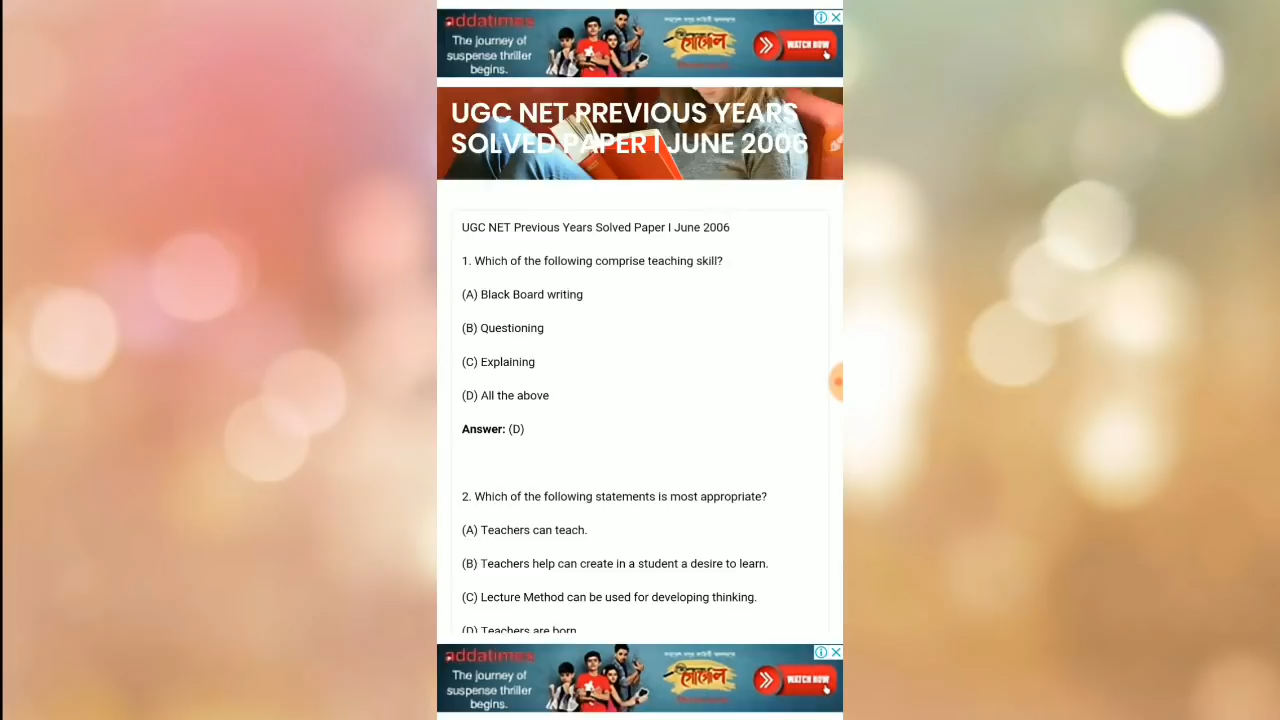 addatimes
The journey of
suspense thriller
begins.
গোগোল
WATCH NOW
UGC NET PREVIOUS YEARS
SOLVED PAPER I JUNE 2006
UGC NET Previous Years Solved Paper I June 2006
1. Which of the following comprise teaching skill?
(A) Black Board writing
(B) Questioning
(C) Explaining
(D) All the above
Answer: (D)
2. Which of the following statements is most appropriate?
(A) Teachers can teach.
(B) Teachers help can create in a student a desire to learn.
(C) Lecture Method can be used for developing thinking.
(D) Teachers are born
addatimes
The journey of
suspense thriller
begins.
গোগোল
WATCH NOW